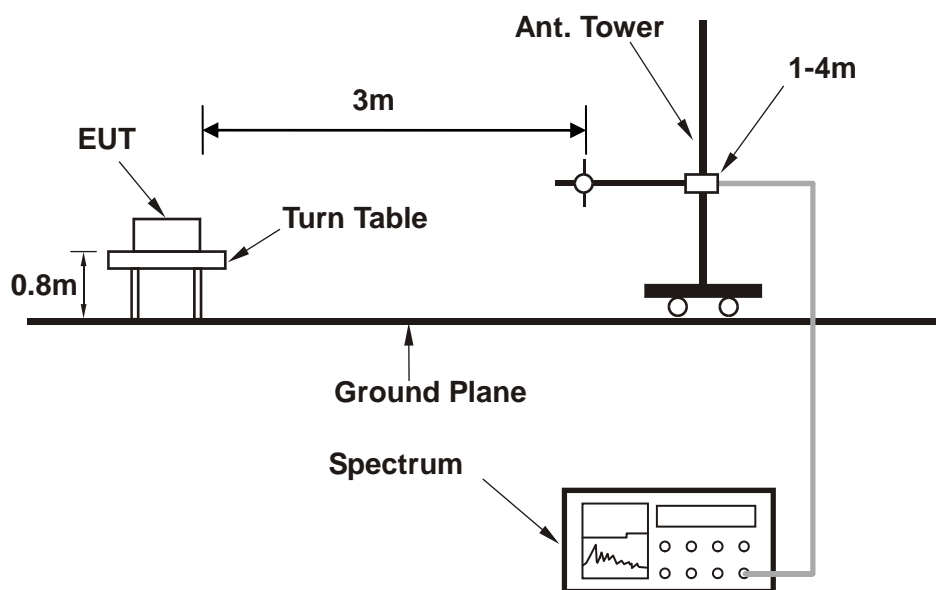 Ant. Tower
1-4m
3m
EUT
Turn Table
0.8m
Ground Plane
Spectrum